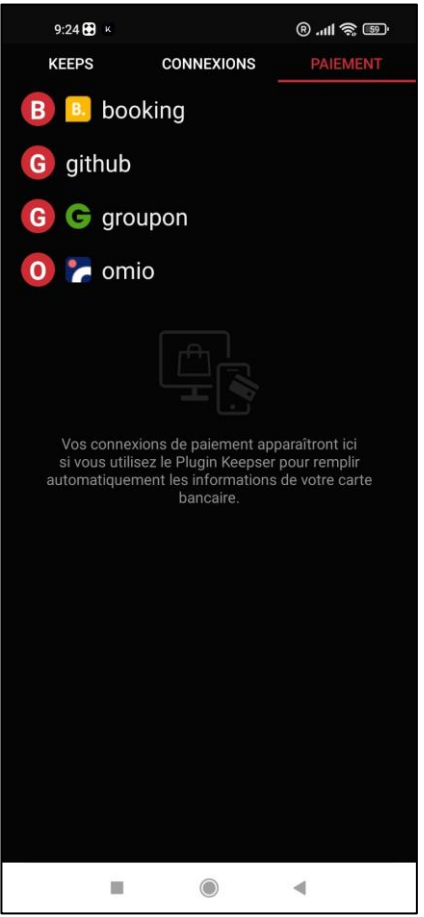 9:24 K R 59
KEEPS CONNEXIONS PAIEMENT
B B. booking
G github
G G groupon
O omio
Vos connexions de paiement apparaîtront ici
si vous utilisez le Plugin Keepser pour remplir
automatiquement les informations de votre carte
bancaire.